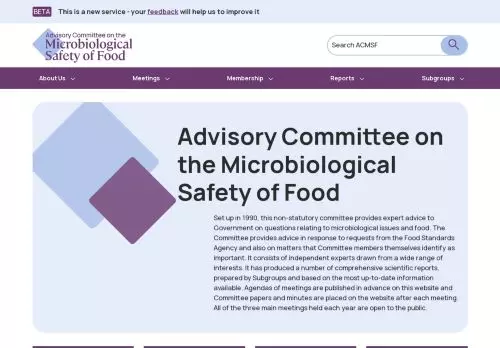 BETA This is a new service - your feedback will help us to improve it
Advisory Committee on the
Microbiological
Safety of Food
Search ACMSF
About Us Meetings Membership Reports Subgroups
Advisory Committee on
the Microbiological
Safety of Food
Set up in 1990, this non-statutory committee provides expert advice to
Government on questions relating to microbiological issues and food. The
Committee provides advice in response to requests from the Food Standards
Agency and also on matters that Committee members themselves identify as
important. It consists of independent experts drawn from a wide range of
interests. It has produced a number of comprehensive scientific reports,
prepared by Subgroups and based on the most up-to-date information
available. Agendas of meetings are published in advance on this website and
Committee papers and minutes are placed on the website after each meeting.
All of the three main meetings held each year are open to the public.